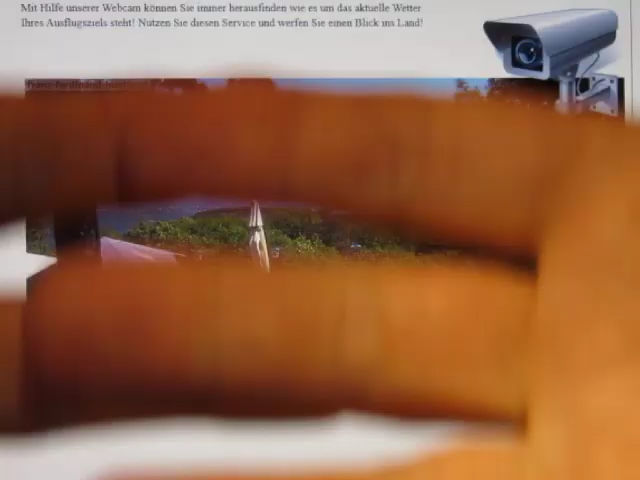 Mit Hilfe unserer Webcam können Sie immer herausfinden wie es um das aktuelle Wetter
Ihres Ausflugsziels steht! Nutzen Sie diesen Service und werfen Sie einen Blick ins Land!